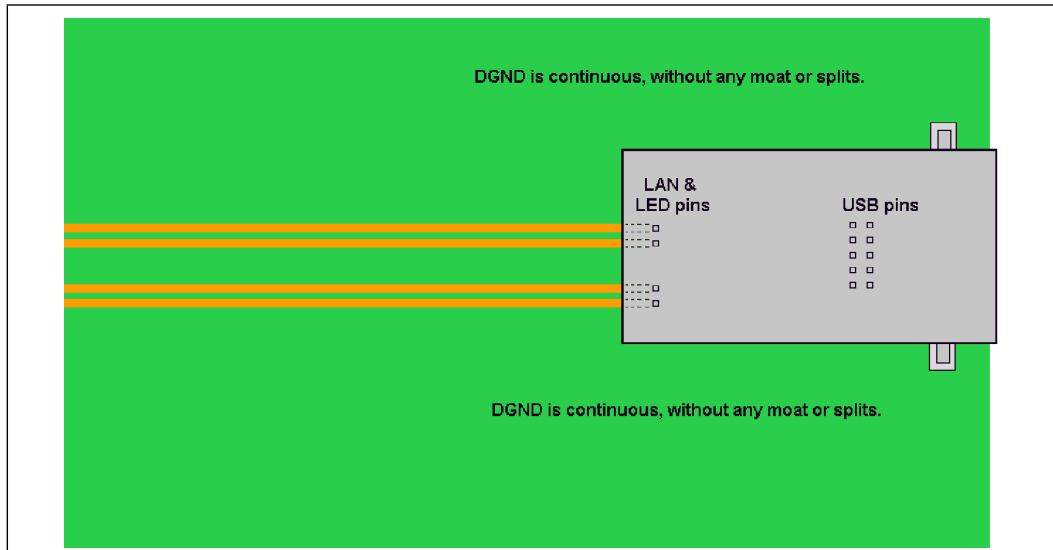 DGND is continuous, without any moat or splits.
LAN &
LED pins
USB pins
DGND is continuous, without any moat or splits.